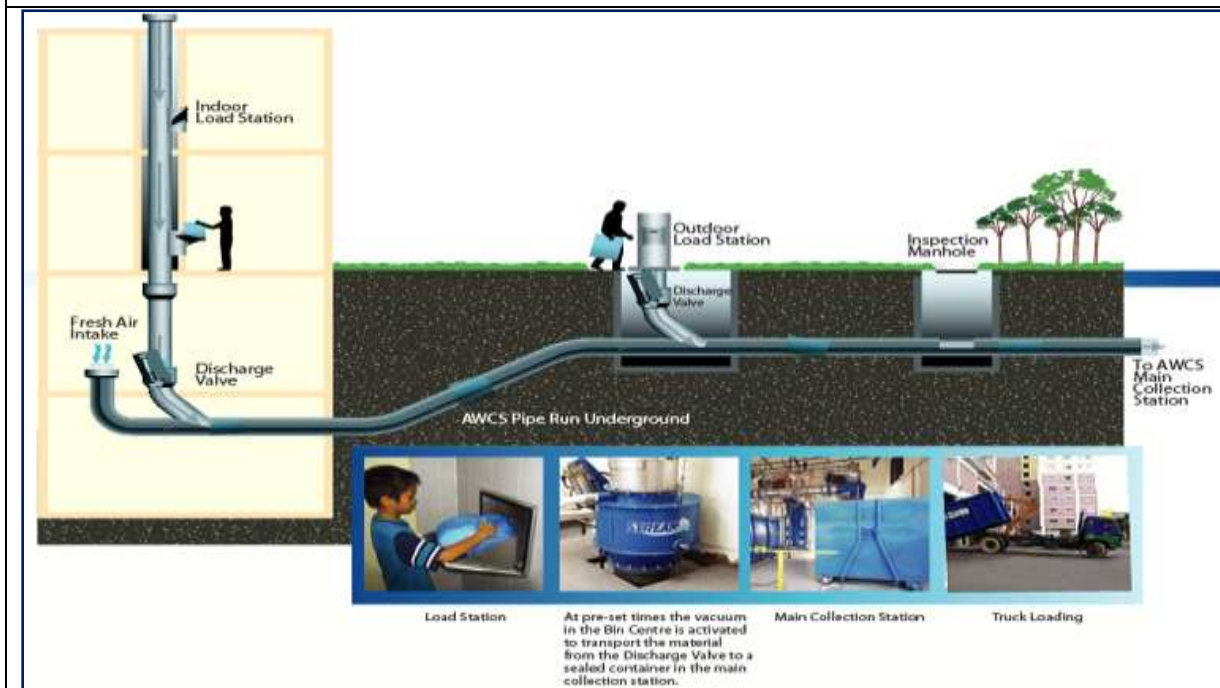 Indoor
Load Station
Outdoor
Load Station
Inspection
Manhole
Discharge
Valve
Fresh Air
Intake
Discharge
Valve
To AWCS
Main
Collection
Station
AWCS Pipe Run Underground
Load Station
At pre-set times the vacuum
in the Bin Centre is activated
to transport the material
from the Discharge Valve to a
sealed container in the main
collection station.
Main Collection Station
Truck Loading